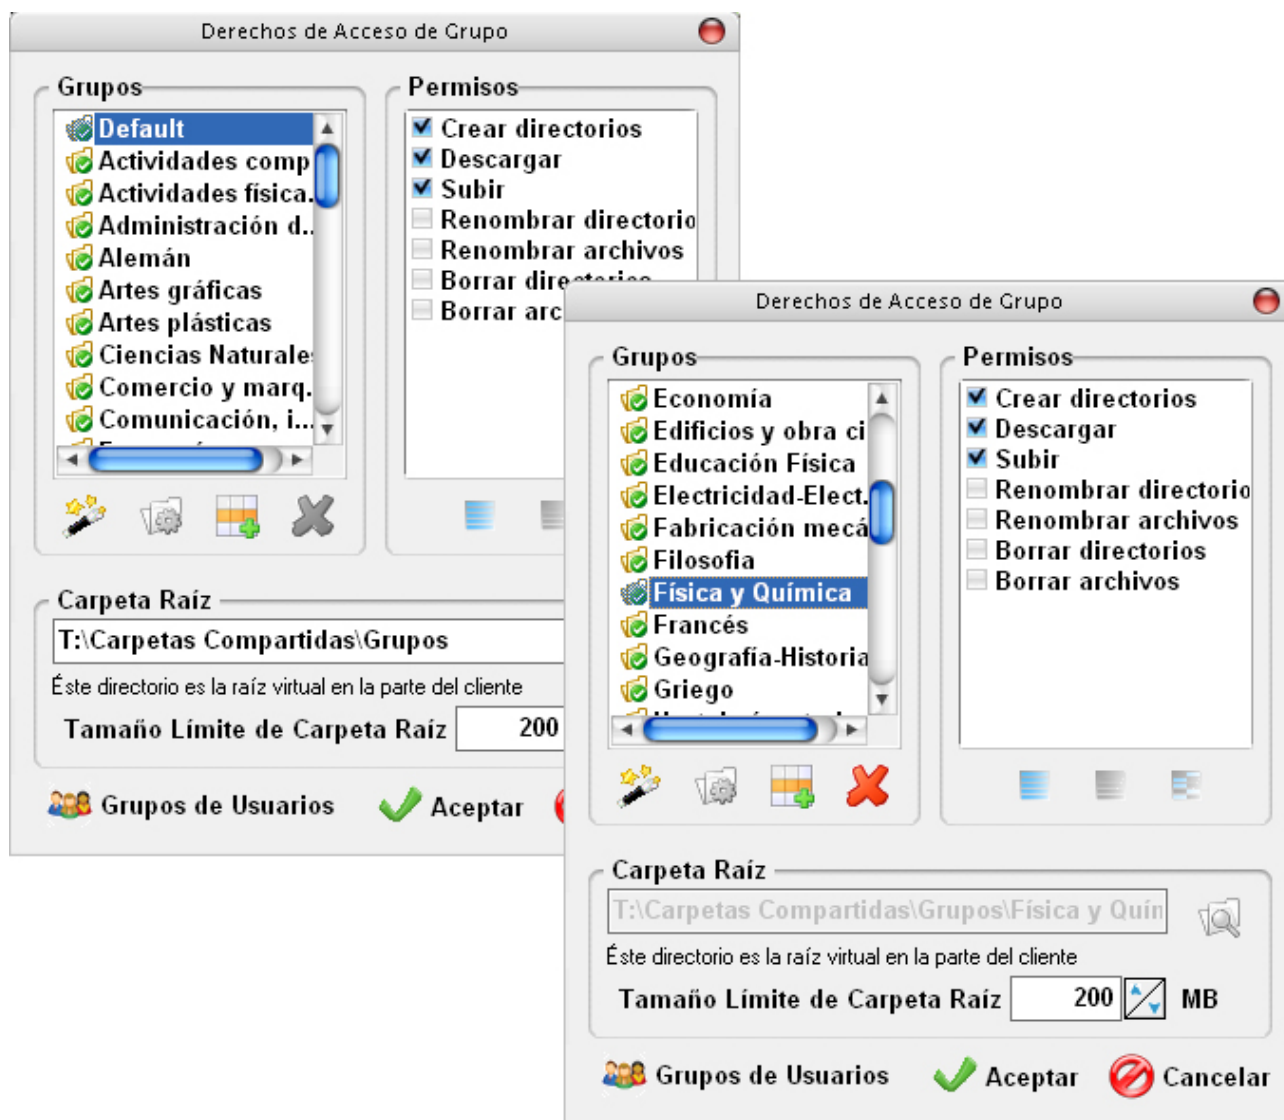 Derechos de Acceso de Grupo
Grupos
Default
Actividades comp
Actividades física.
Administración d..
Alemán
Artes gráficas
Artes plásticas
Ciencias Naturale
Comercio y marq.
Comunicación, i...
Permisos
Crear directorios
Descargar
Subir
Renombrar directorio
Renombrar archivos
Borrar directorios
Borrar arc
Carpeta Raíz
T:\Carpetas Compartidas\Grupos
Éste directorio es la raíz virtual en la parte del cliente
Tamaño Límite de Carpeta Raíz 200
Grupos de Usuarios Aceptar
Derechos de Acceso de Grupo
Grupos
Economía
Edificios y obra ci
Educación Física
Electricidad-Elect.
Fabricación mecá
Filosofia
Física y Química
Francés
Geografía-Historia
Griego
Permisos
Crear directorios
Descargar
Subir
Renombrar directorio
Renombrar archivos
Borrar directorios
Borrar archivos
Carpeta Raíz
T:\Carpetas Compartidas\Grupos\Física y Quín
Éste directorio es la raíz virtual en la parte del cliente
Tamaño Límite de Carpeta Raíz 200 MB
Grupos de Usuarios Aceptar Cancelar